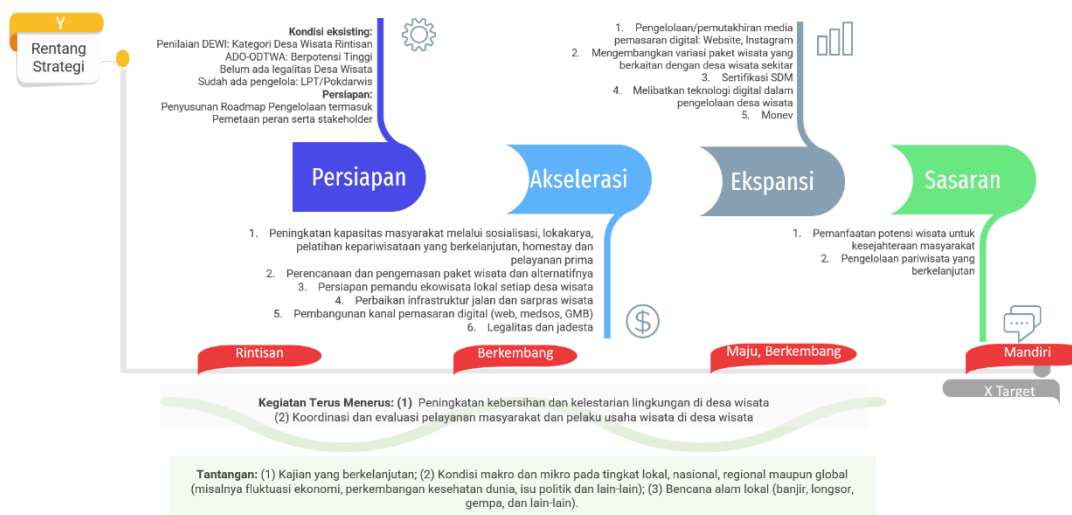 Y
Rentang
Strategi
Kondisi eksisting:
Penilaian DEWI: Kategori Desa Wisata Rintisan
ADO-ODTWA: Berpotensi Tinggi
Belum ada legalitas Desa Wisata
Sudah ada pengelola: LPT/Pokdarwis
Persiapan:
Penyusunan Roadmap Pengelolaan termasuk
Pemetaan peran serta stakeholder
1. Pengelolaan/pemutakhiran media
pemasaran digital: Website, Instagram
2. Mengembangkan variasi paket wisata yang
berkaitan dengan desa wisata sekitar
3. Sertifikasi SDM
4. Melibatkan teknologi digital dalam
pengelolaan desa wisata
5. Monev
Persiapan
Akselerasi
Ekspansi
Sasaran
1. Peningkatan kapasitas masyarakat melalui sosialisasi, lokakarya,
pelatihan kepariwisataan yang berkelanjutan, homestay dan
pelayanan prima
2. Perencanaan dan pengemasan paket wisata dan alternatifnya
3. Persiapan pemandu ekowisata lokal setiap desa wisata
4. Perbaikan infrastruktur jalan dan sarpras wisata
5. Pembangunan kanal pemasaran digital (web, medsos, GMB)
6. Legalitas dan jadesta
$
1. Pemanfaatan potensi wisata untuk
kesejahteraan masyarakat
2. Pengelolaan pariwisata yang
berkelanjutan
Rintisan
Berkembang
Maju, Berkembang
Mandiri
X Target
Kegiatan Terus Menerus: (1) Peningkatan kebersihan dan kelestarian lingkungan di desa wisata
(2) Koordinasi dan evaluasi pelayanan masyarakat dan pelaku usaha wisata di desa wisata
Tantangan: (1) Kajian yang berkelanjutan; (2) Kondisi makro dan mikro pada tingkat lokal, nasional, regional maupun global
(misalnya fluktuasi ekonomi, perkembangan kesehatan dunia, isu politik dan lain-lain); (3) Bencana alam lokal (banjir, longsor,
gempa, dan lain-lain).